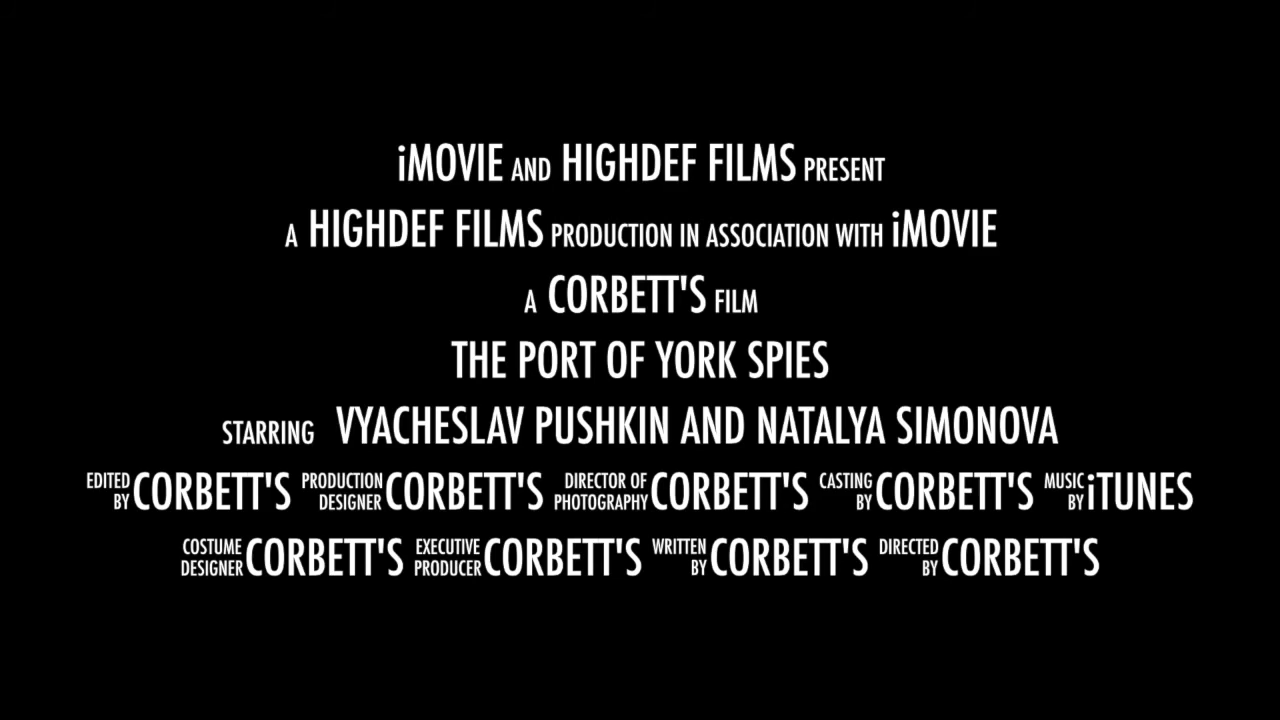 iMOVIE AND HIGHDEF FILMS PRESENT
A HIGHDEF FILMS PRODUCTION IN ASSOCIATION WITH iMOVIE
A CORBETT'S FILM
THE PORT OF YORK SPIES
STARRING VYACHESLAV PUSHKIN AND NATALYA SIMONOVA
EDITED BY CORBETT'S PRODUCTION DESIGNER CORBETT'S DIRECTOR OF PHOTOGRAPHY CORBETT'S CASTING BY CORBETT'S MUSIC BY iTUNES
COSTUME DESIGNER CORBETT'S EXECUTIVE PRODUCER CORBETT'S WRITTEN BY CORBETT'S DIRECTED BY CORBETT'S